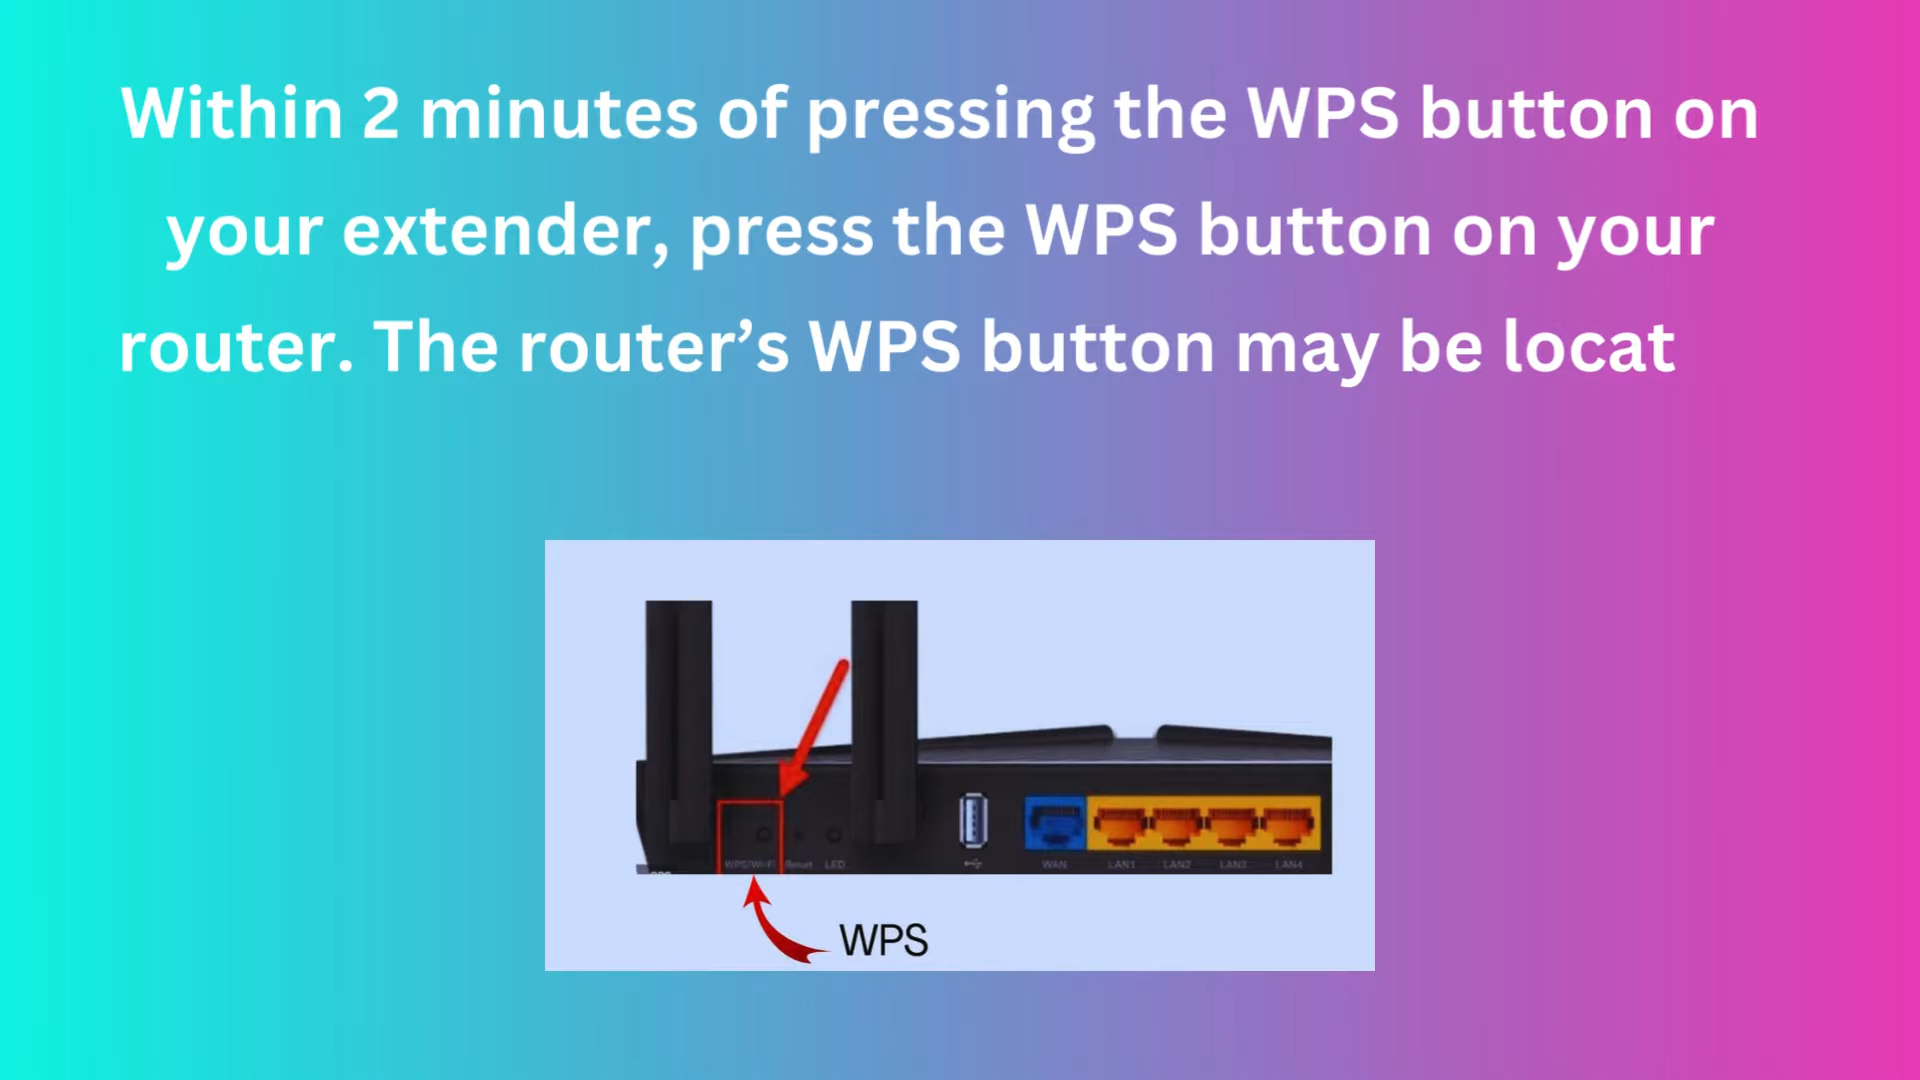 Within 2 minutes of pressing the WPS button on
your extender, press the WPS button on your
router. The router’s WPS button may be locat
WPS/Wi-Fi Reset LED WAN LAN1 LAN2 LAN3 LAN4
WPS